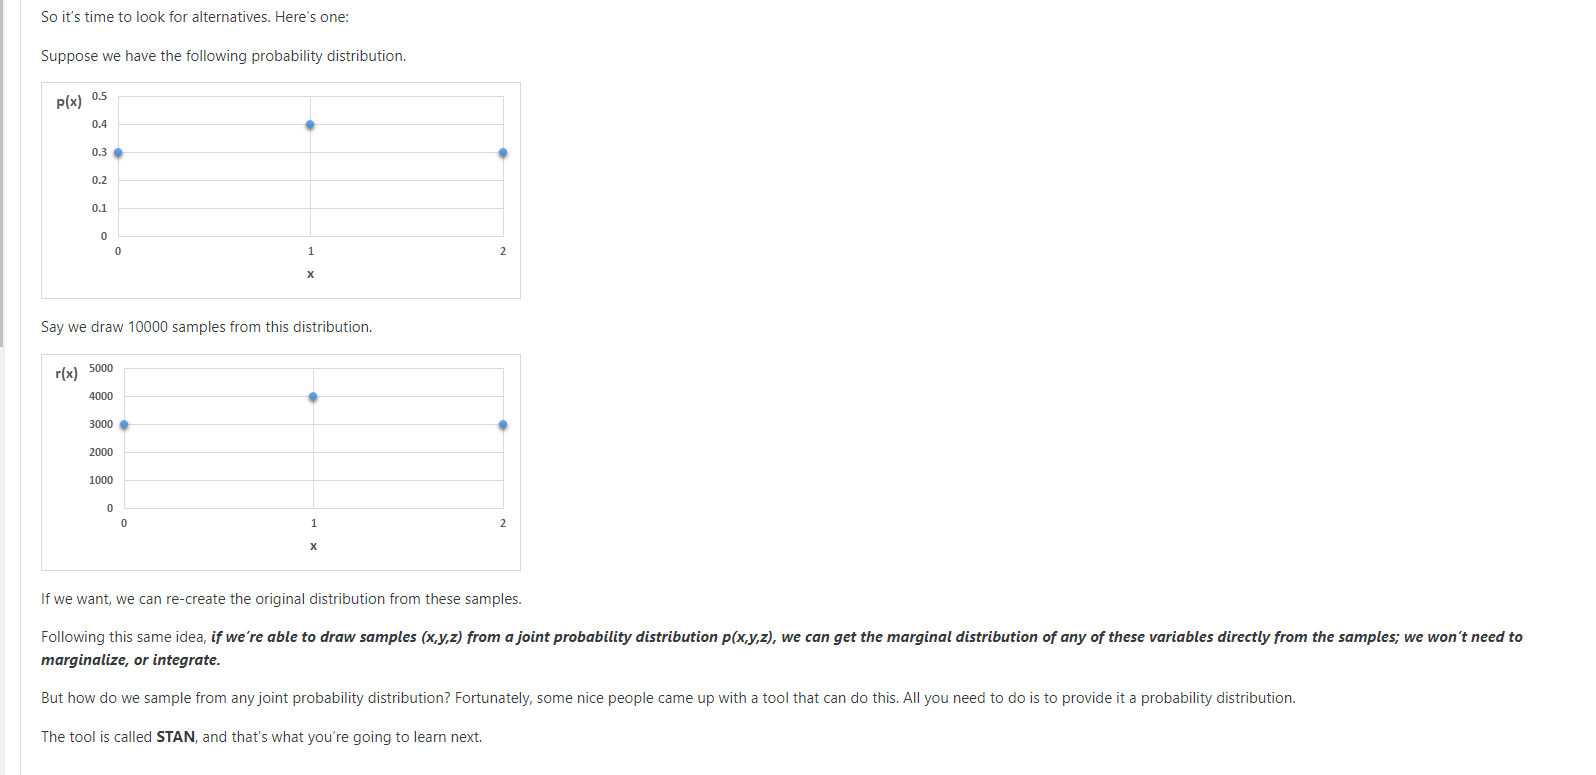 So it's time to look for alternatives. Here's one:
Suppose we have the following probability distribution.
p(x)
0.5
0.4
0.3
0.2
0.1
0
0 1 2
x
Say we draw 10000 samples from this distribution.
r(x)
5000
4000
3000
2000
1000
0
0 1 2
x
If we want, we can re-create the original distribution from these samples.
Following this same idea, if we're able to draw samples (x,y,z) from a joint probability distribution p(x,y,z), we can get the marginal distribution of any of these variables directly from the samples; we won't need to
marginalize, or integrate.
But how do we sample from any joint probability distribution? Fortunately, some nice people came up with a tool that can do this. All you need to do is to provide it a probability distribution.
The tool is called STAN, and that's what you're going to learn next.